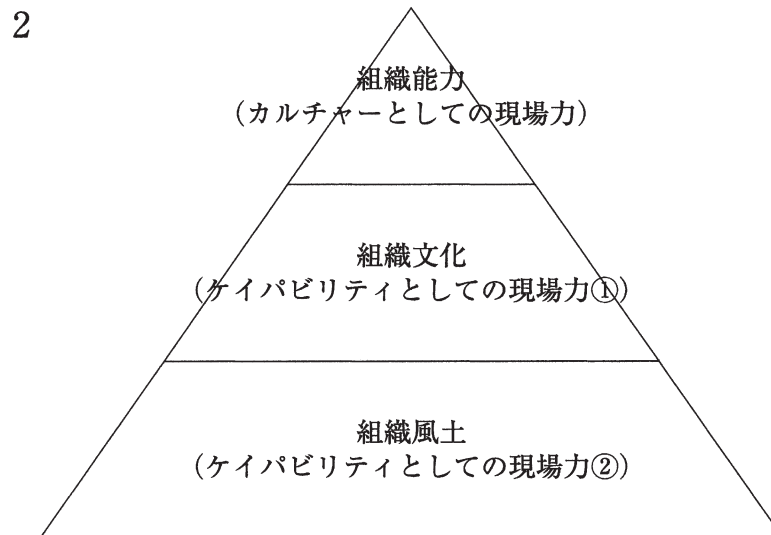 2
組織能力
(カルチャーとしての現場力)
組織文化
(ケイパビリティとしての現場力①)
組織風土
(ケイパビリティとしての現場力②)